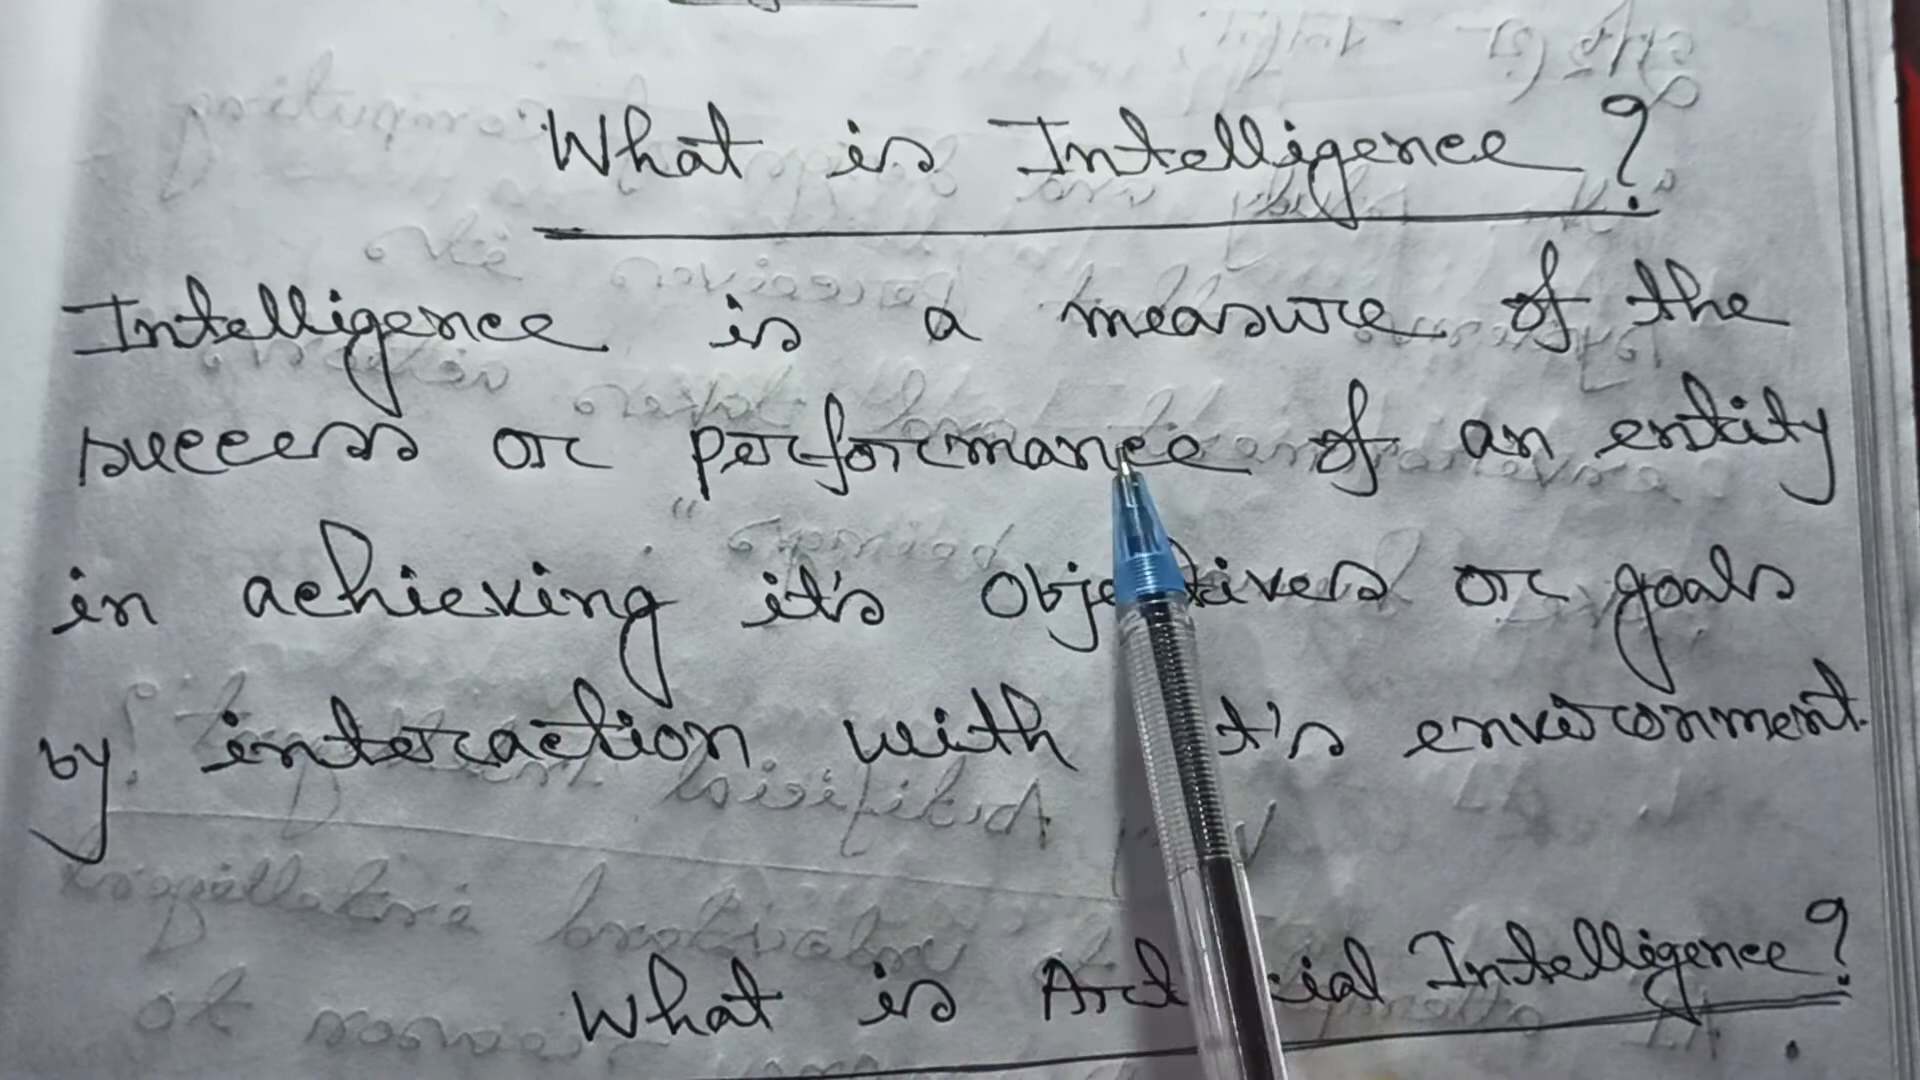 What is Intelligence?
Intelligence is a measure of the
success or performance of an entity
in achieving it's objectives or goals
by interaction with it's environment.
What is Artificial Intelligence?